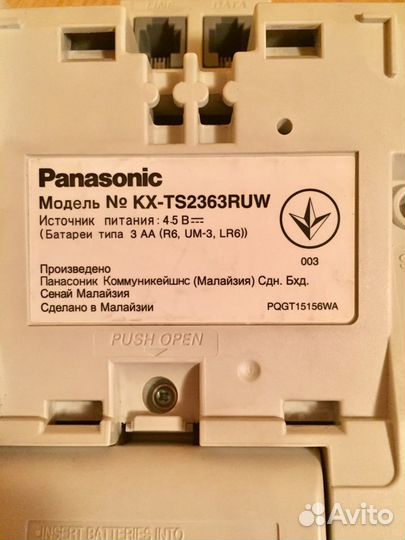 LINE DATA
Panasonic
Модель № KX-TS2363RUW
Источник питания: 4.5 В
(Батареи типа 3 АА (R6, UM-3, LR6))
003
Произведено
Панасоник Коммуникейшнс (Малайзия) Сдн. Бхд.
Сенай Малайзия
Сделано в Малайзии
PQGT15156WA
PUSH OPEN
INSERT BATTERIES INTO
Avito